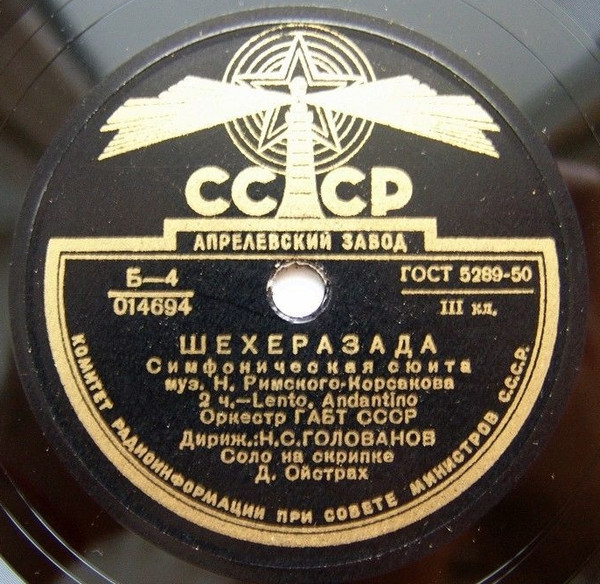 СССР
АПРЕЛЕВСКИЙ ЗАВОД
Б—4
014694
ГОСТ 5289-50
III кл.
ШЕХЕРАЗАДА
Симфоническая сюита
муз. Н. Римского-Корсакова
2 ч.—Lento, Andantino
Оркестр ГАБТ СССР
Дириж.: Н.С.ГОЛОВАНОВ
Соло на скрипке
Д. Ойстрах
КОМИТЕТ РАДИОИНФОРМАЦИИ ПРИ СОВЕТЕ МИНИСТРОВ С.С.С.Р.